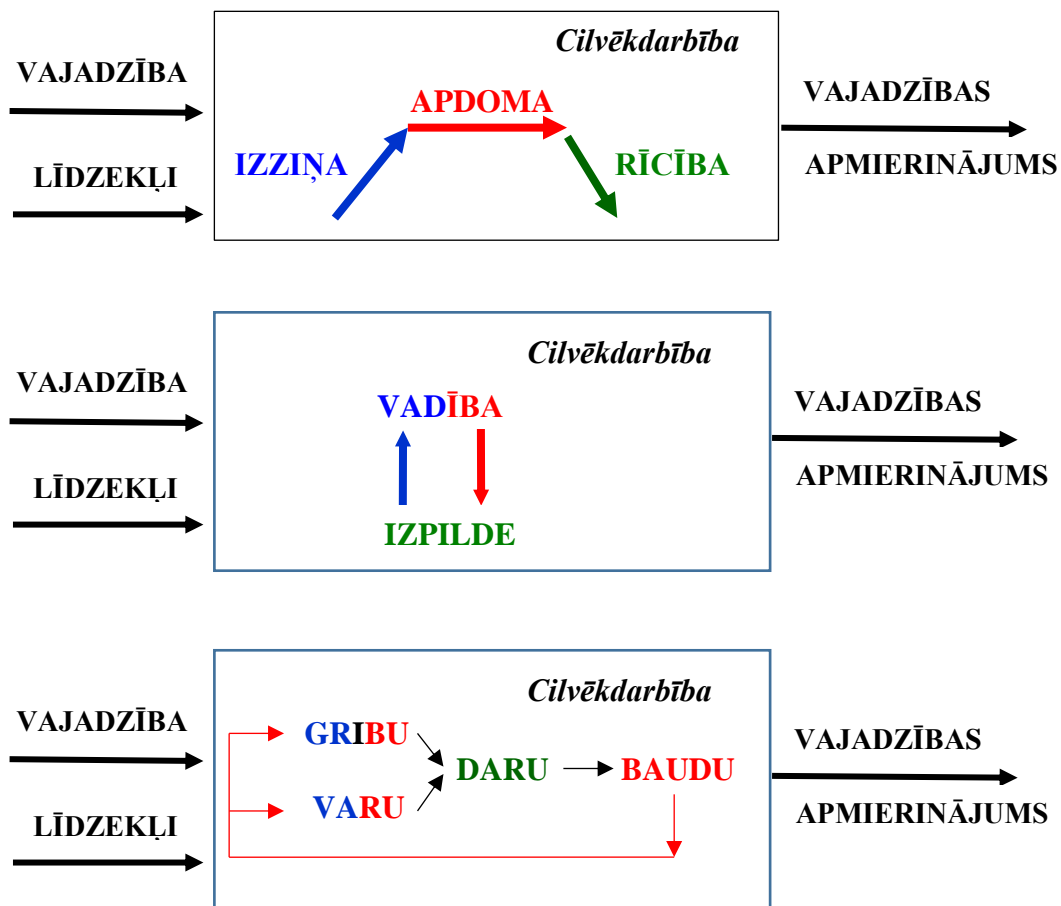 Cilvēkdarbība
VAJADZĪBA
VAJADZĪBAS
APDOMA
LĪDZEKĻI
IZZIŅA
RĪCĪBA
APMIERINĀJUMS
Cilvēkdarbība
VAJADZĪBA
VADĪBA
VAJADZĪBAS
LĪDZEKĻI
APMIERINĀJUMS
IZPILDE
Cilvēkdarbība
VAJADZĪBA
GRIBU
VAJADZĪBAS
DARU
BAUDU
VARU
LĪDZEKĻI
APMIERINĀJUMS